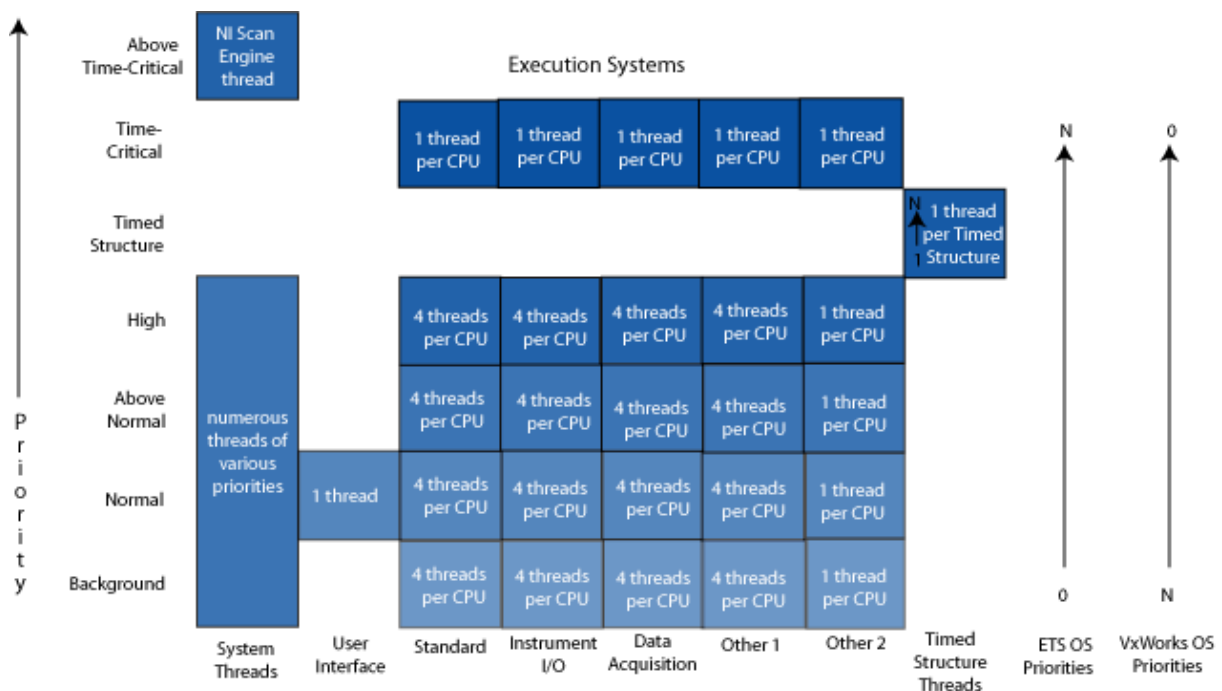 Above
Time-Critical
NI Scan
Engine
thread
Execution Systems
Time-
Critical
1 thread
per CPU
1 thread
per CPU
1 thread
per CPU
1 thread
per CPU
1 thread
per CPU
N
0
Timed
Structure
N
1
1 thread
per Timed
Structure
High
4 threads
per CPU
4 threads
per CPU
4 threads
per CPU
4 threads
per CPU
1 thread
per CPU
Above
Normal
4 threads
per CPU
4 threads
per CPU
4 threads
per CPU
4 threads
per CPU
1 thread
per CPU
numerous
threads of
various
priorities
Priority
Normal
1 thread
4 threads
per CPU
4 threads
per CPU
4 threads
per CPU
4 threads
per CPU
1 thread
per CPU
Background
4 threads
per CPU
4 threads
per CPU
4 threads
per CPU
4 threads
per CPU
1 thread
per CPU
0
N
System
Threads
User
Interface
Standard
Instrument
I/O
Data
Acquisition
Other 1
Other 2
Timed
Structure
Threads
ETS OS
Priorities
VxWorks OS
Priorities